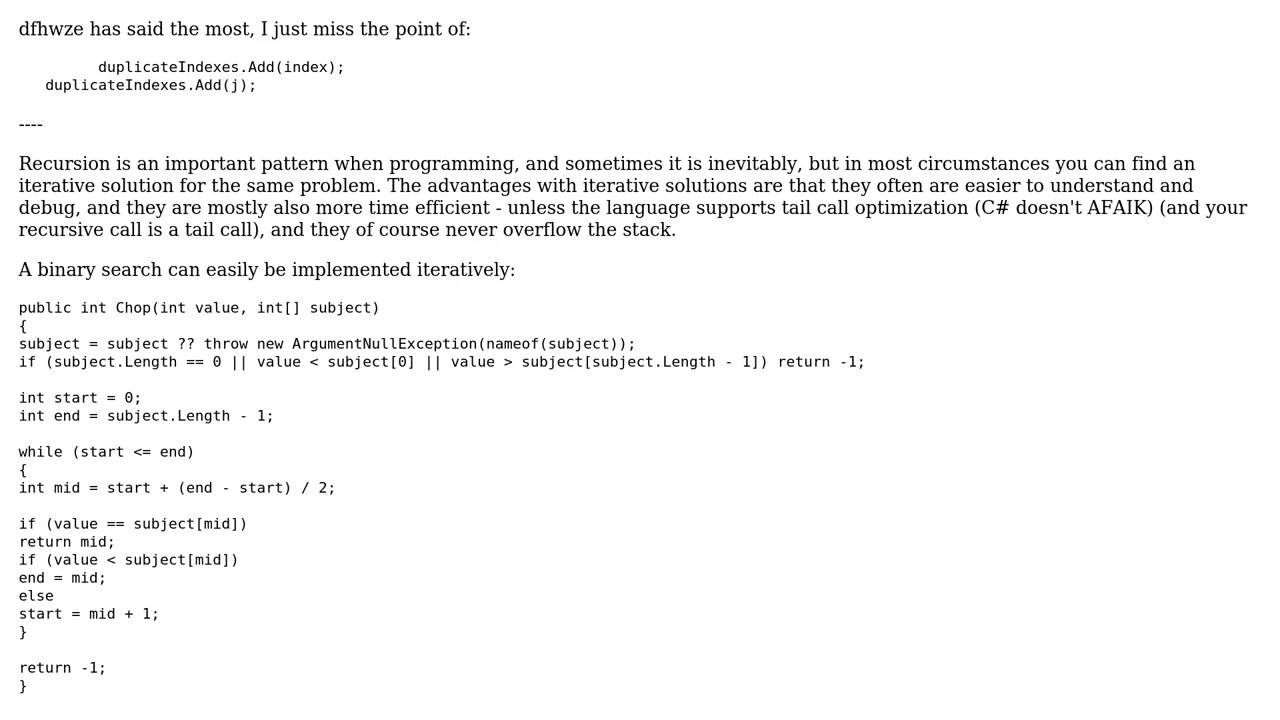 dfhwze has said the most, I just miss the point of:
duplicateIndexes.Add(index);
duplicateIndexes.Add(j);
----
Recursion is an important pattern when programming, and sometimes it is inevitably, but in most circumstances you can find an
iterative solution for the same problem. The advantages with iterative solutions are that they often are easier to understand and
debug, and they are mostly also more time efficient - unless the language supports tail call optimization (C# doesn't AFAIK) (and your
recursive call is a tail call), and they of course never overflow the stack.
A binary search can easily be implemented iteratively:
public int Chop(int value, int[] subject)
{
subject = subject ?? throw new ArgumentNullException(nameof(subject));
if (subject.Length == 0 || value < subject[0] || value > subject[subject.Length - 1]) return -1;
int start = 0;
int end = subject.Length - 1;
while (start <= end)
{
int mid = start + (end - start) / 2;
if (value == subject[mid])
return mid;
if (value < subject[mid])
end = mid;
else
start = mid + 1;
}
return -1;
}